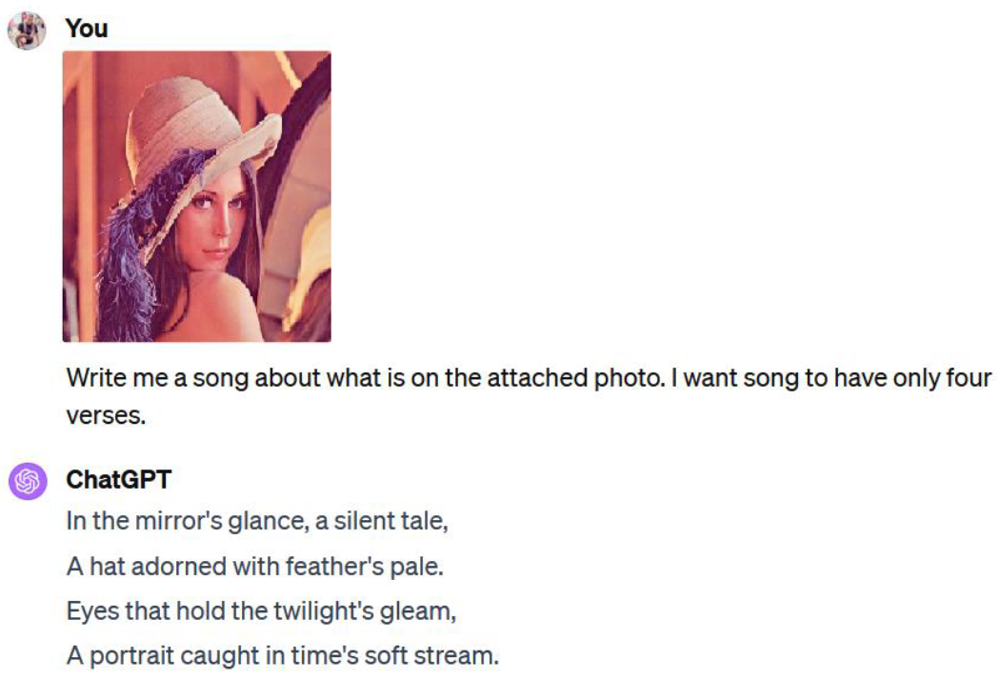 You
Write me a song about what is on the attached photo. I want song to have only four
verses.
ChatGPT
In the mirror's glance, a silent tale,
A hat adorned with feather's pale.
Eyes that hold the twilight's gleam,
A portrait caught in time's soft stream.